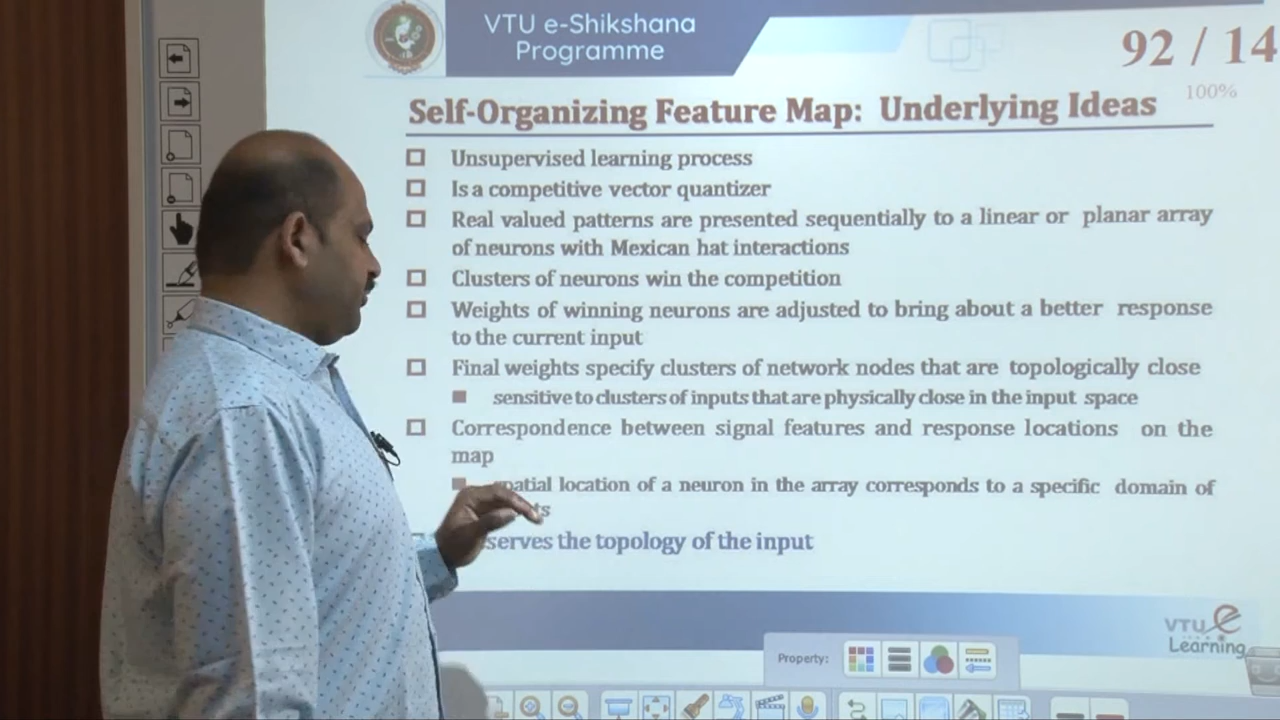 VTU e-Shikshana
Programme
92 / 14
100%
Self-Organizing Feature Map: Underlying Ideas
Unsupervised learning process
Is a competitive vector quantizer
Real valued patterns are presented sequentially to a linear or planar array
of neurons with Mexican hat interactions
Clusters of neurons win the competition
Weights of winning neurons are adjusted to bring about a better response
to the current input
Final weights specify clusters of network nodes that are topologically close
sensitive to clusters of inputs that are physically close in the input space
Correspondence between signal features and response locations on the
map
spatial location of a neuron in the array corresponds to a specific domain of
the topology of the input
VTU e
Learning
Property: